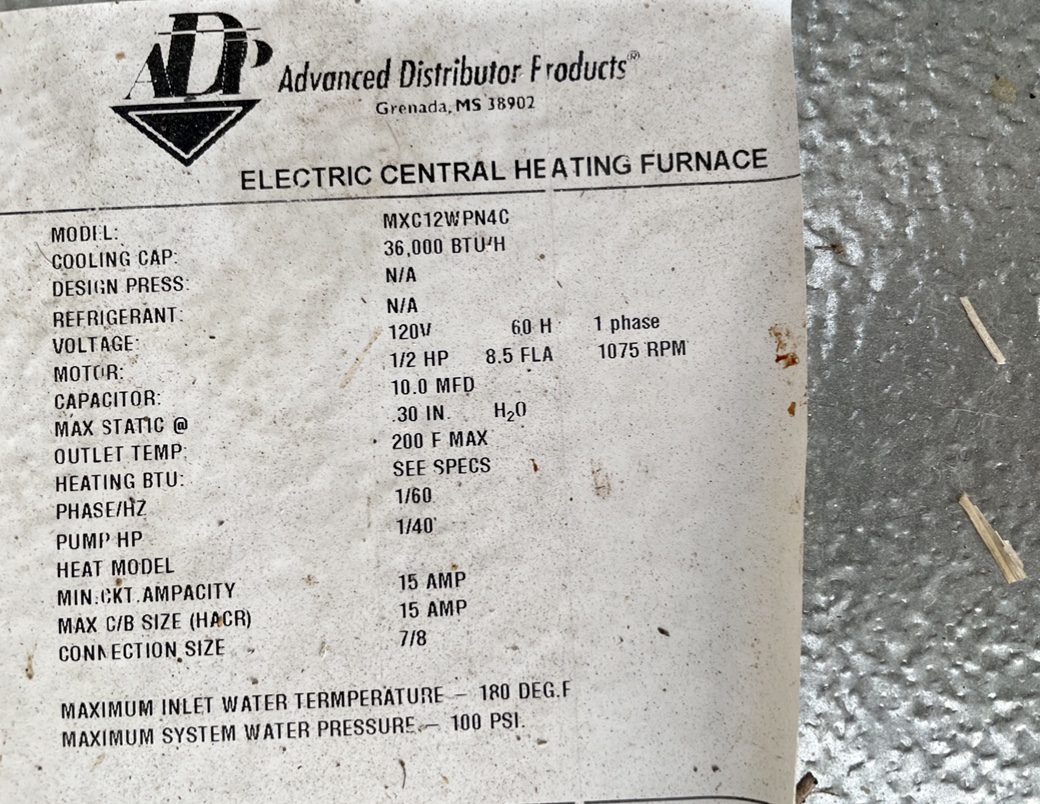 ADP Advanced Distributor Products®
Grenada, MS 38902
ELECTRIC CENTRAL HEATING FURNACE
MODEL: MXC12WPN4C
COOLING CAP: 36,000 BTU/H
DESIGN PRESS: N/A
REFRIGERANT: N/A
VOLTAGE: 120V 60 H 1 phase
MOTOR: 1/2 HP 8.5 FLA 1075 RPM
CAPACITOR: 10.0 MFD
MAX STATIC @ .30 IN. H₂O
OUTLET TEMP: 200 F MAX
HEATING BTU: SEE SPECS
PHASE/HZ 1/60
PUMP HP 1/40
HEAT MODEL
MIN.CKT.AMPACITY 15 AMP
MAX C/B SIZE (HACR) 15 AMP
CONNECTION SIZE 7/8
MAXIMUM INLET WATER TERMPERATURE – 180 DEG.F
MAXIMUM SYSTEM WATER PRESSURE – 100 PSI.